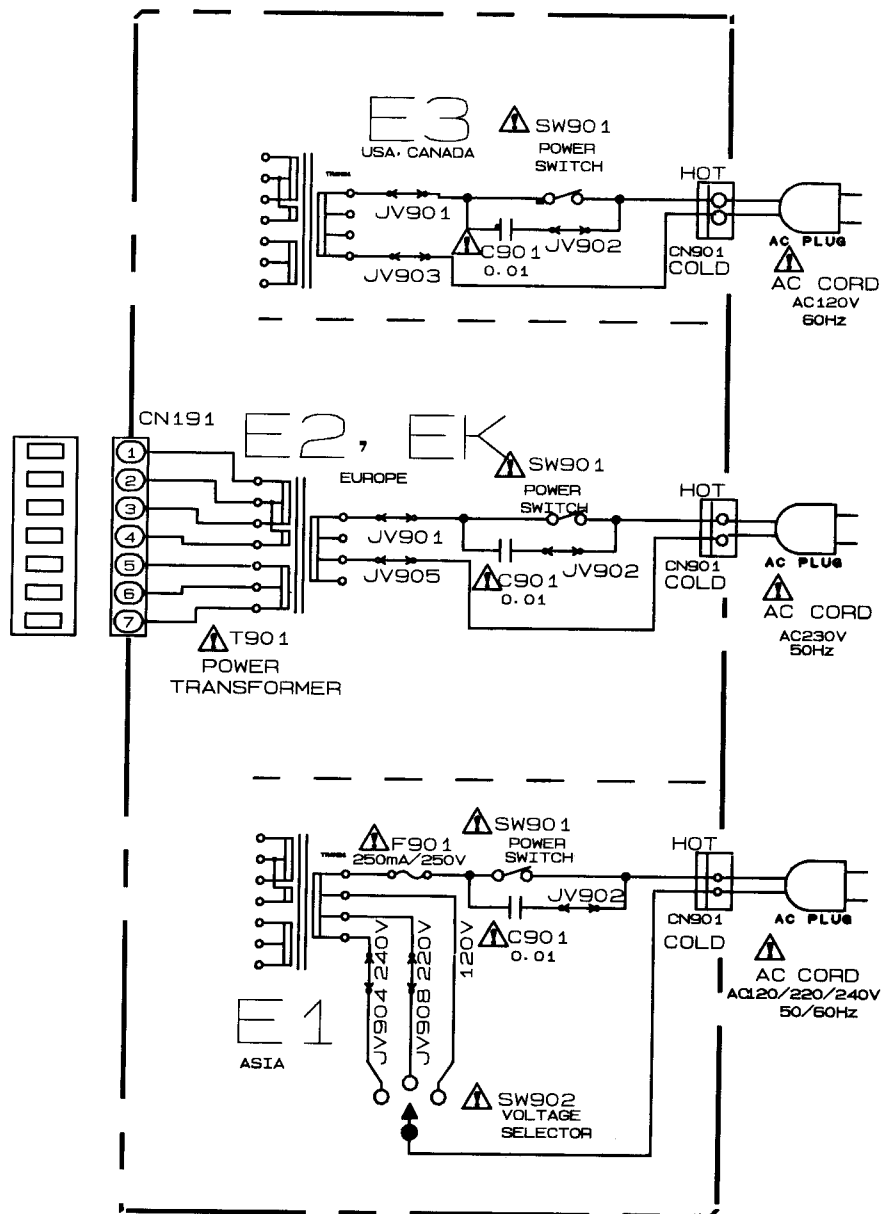 E3
USA, CANADA
SW901
POWER
SWITCH
HOT
JV901
JV903
C901
0.01
JV902
CN901
COLD
AC PLUG
AC CORD
AC120V
60Hz
CN191
1
2
3
4
5
6
7
E2, EK
EUROPE
SW901
POWER
SWITCH
HOT
JV901
JV905
C901
0.01
JV902
CN901
COLD
AC PLUG
AC CORD
AC230V
50Hz
T901
POWER
TRANSFORMER
F901
250mA/250V
SW901
POWER
SWITCH
HOT
JV902
C901
0.01
CN901
COLD
AC PLUG
AC CORD
AC120/220/240V
50/60Hz
JV904 240V
JV908 220V
120V
E1
ASIA
SW902
VOLTAGE
SELECTOR